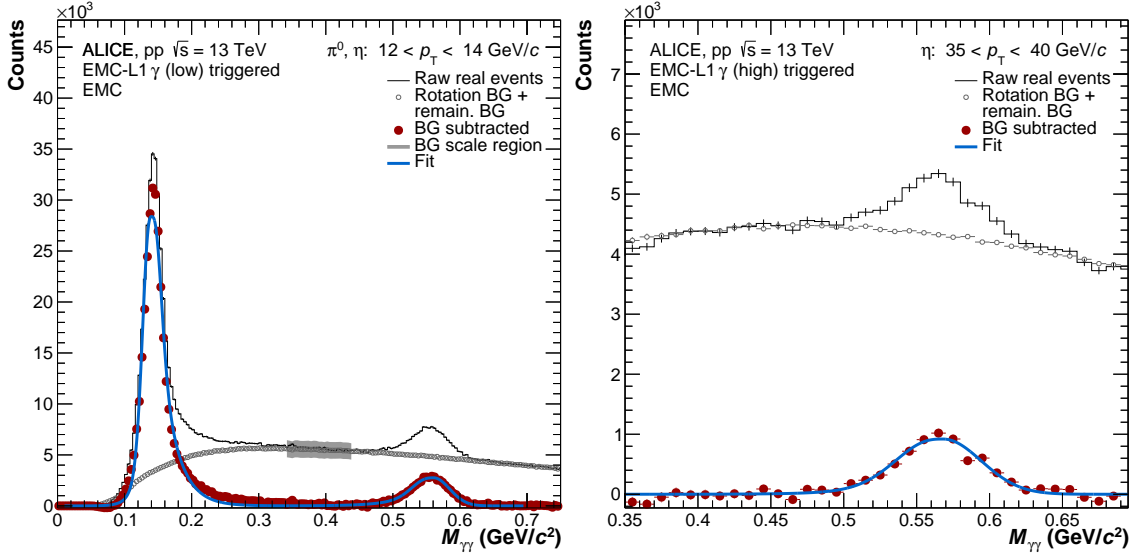 ×10³
Counts
45
40
35
30
25
20
15
10
5
0
ALICE, pp √s = 13 TeV
EMC-L1 γ (low) triggered
EMC
π⁰, η: 12 < p_T < 14 GeV/c
Raw real events
Rotation BG +
remain. BG
BG subtracted
BG scale region
Fit
0 0.1 0.2 0.3 0.4 0.5 0.6 0.7
M_γγ (GeV/c²)
×10³
Counts
8
7
6
5
4
3
2
1
0
ALICE, pp √s = 13 TeV
EMC-L1 γ (high) triggered
EMC
η: 35 < p_T < 40 GeV/c
Raw real events
Rotation BG +
remain. BG
BG subtracted
Fit
0.35 0.4 0.45 0.5 0.55 0.6 0.65
M_γγ (GeV/c²)